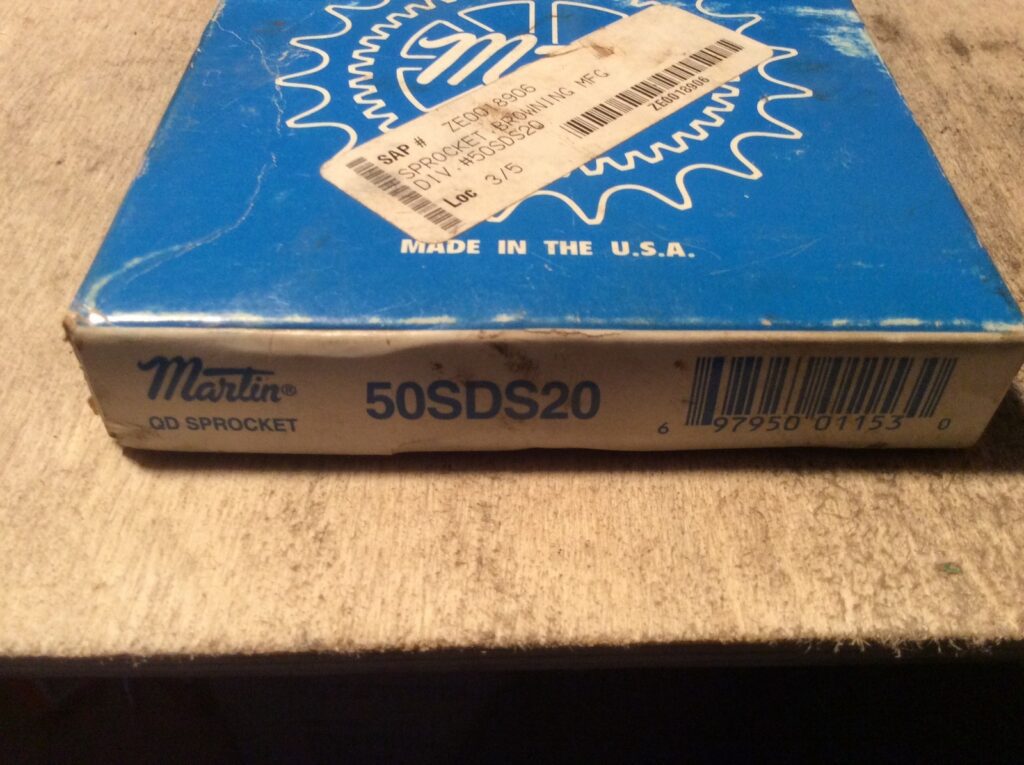 M
SAP # ZE0018906
SPROCKET,BROWNING MFG
DIV.#50SDS20
Loc 3/5
ZE0018906
MADE IN THE U.S.A.
Martin®
QD SPROCKET
50SDS20
6 97950 01153 0